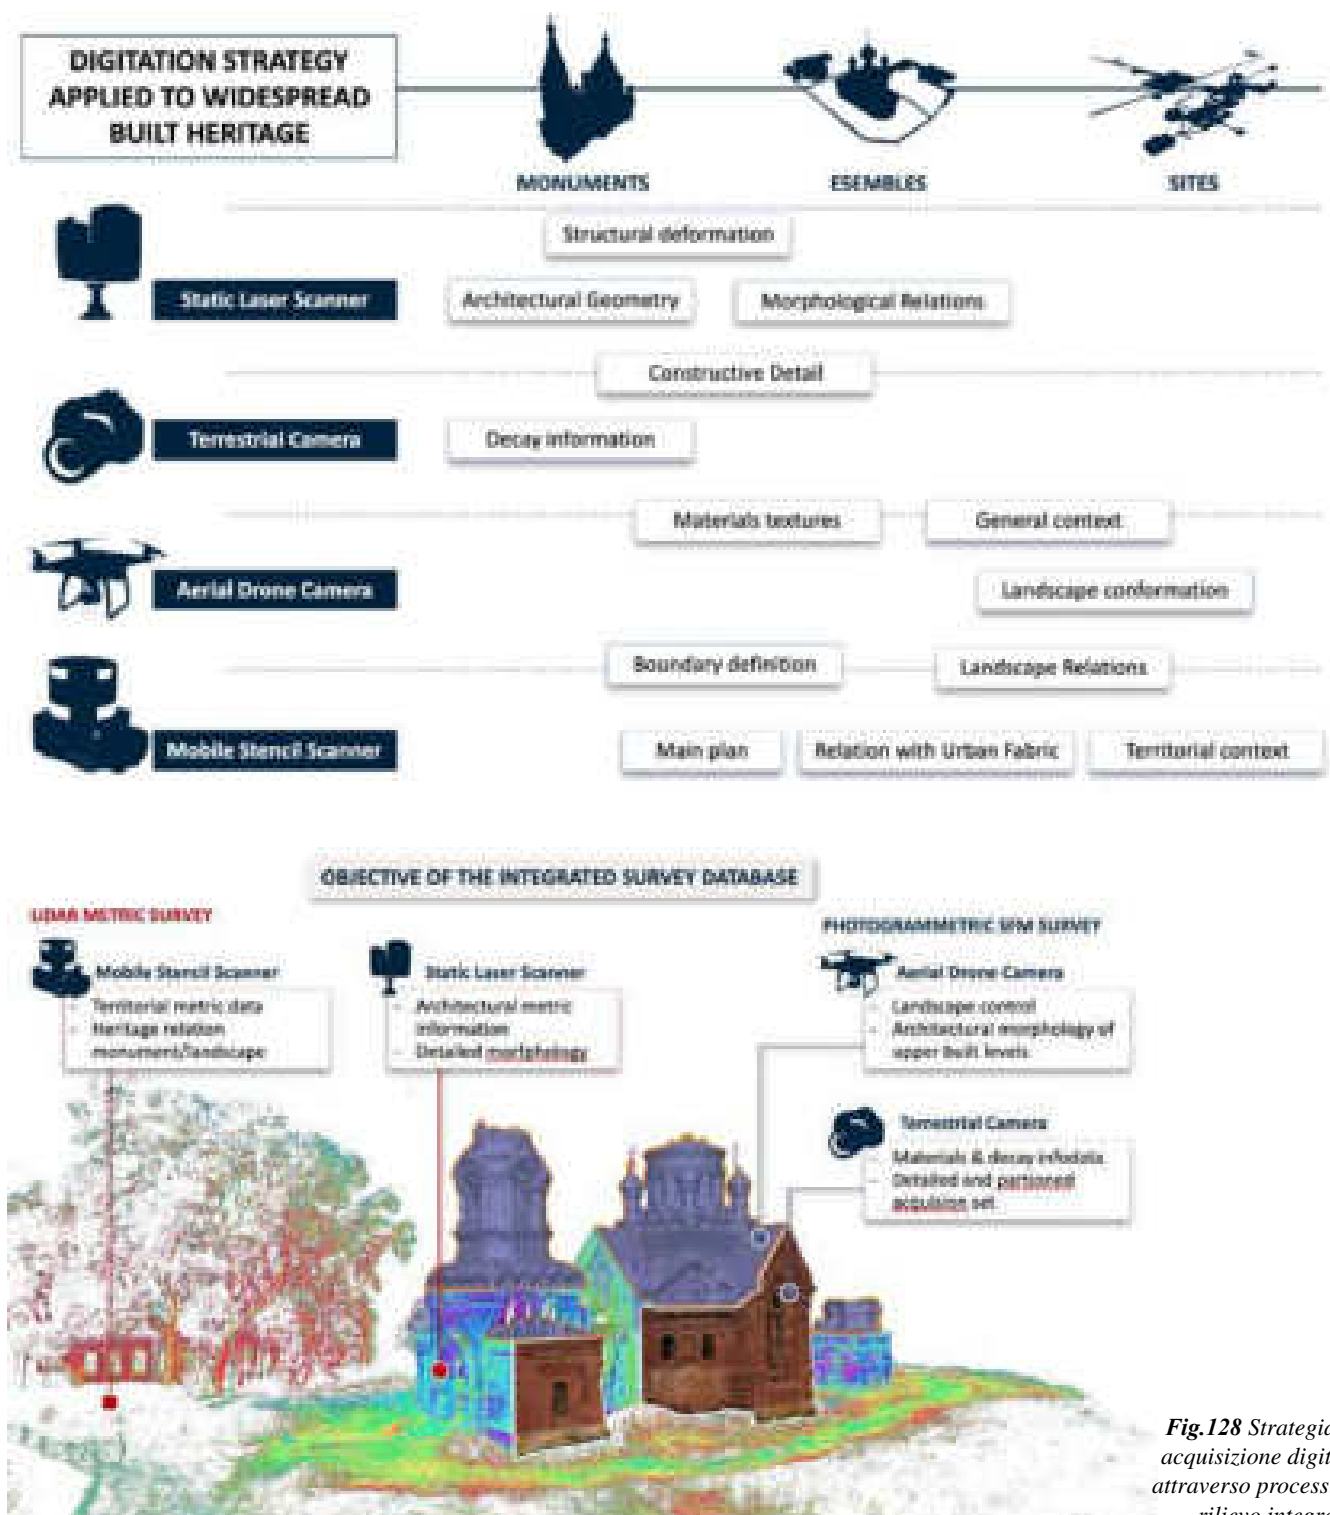 DIGITATION STRATEGY
APPLIED TO WIDESPREAD
BUILT HERITAGE
MONUMENTS
ESEMBLES
SITES
Structural deformation
Static Laser Scanner
Architectural Geometry
Morphological Relations
Constructive Detail
Terrestrial Camera
Decay information
Materials textures
General context
Aerial Drone Camera
Landscape conformation
Boundary definition
Landscape Relations
Mobile Stencil Scanner
Main plan
Relation with Urban Fabric
Territorial context
OBJECTIVE OF THE INTEGRATED SURVEY DATABASE
LIDAR METRIC SURVEY
Mobile Stencil Scanner
- Territorial metric data
- Heritage relation
monument/landscape
Static Laser Scanner
- Architectural metric
information
- Detailed morfphology
PHOTOGRAMMETRIC SFM SURVEY
Aerial Drone Camera
- Landscape control
- Architectural morphology of
upper Built levels
Terrestrial Camera
- Materials & decay infodata
- Detailed and partioned
acquision set
Fig.128 Strategia
acquisizione digit
attraverso process
rilievo integr